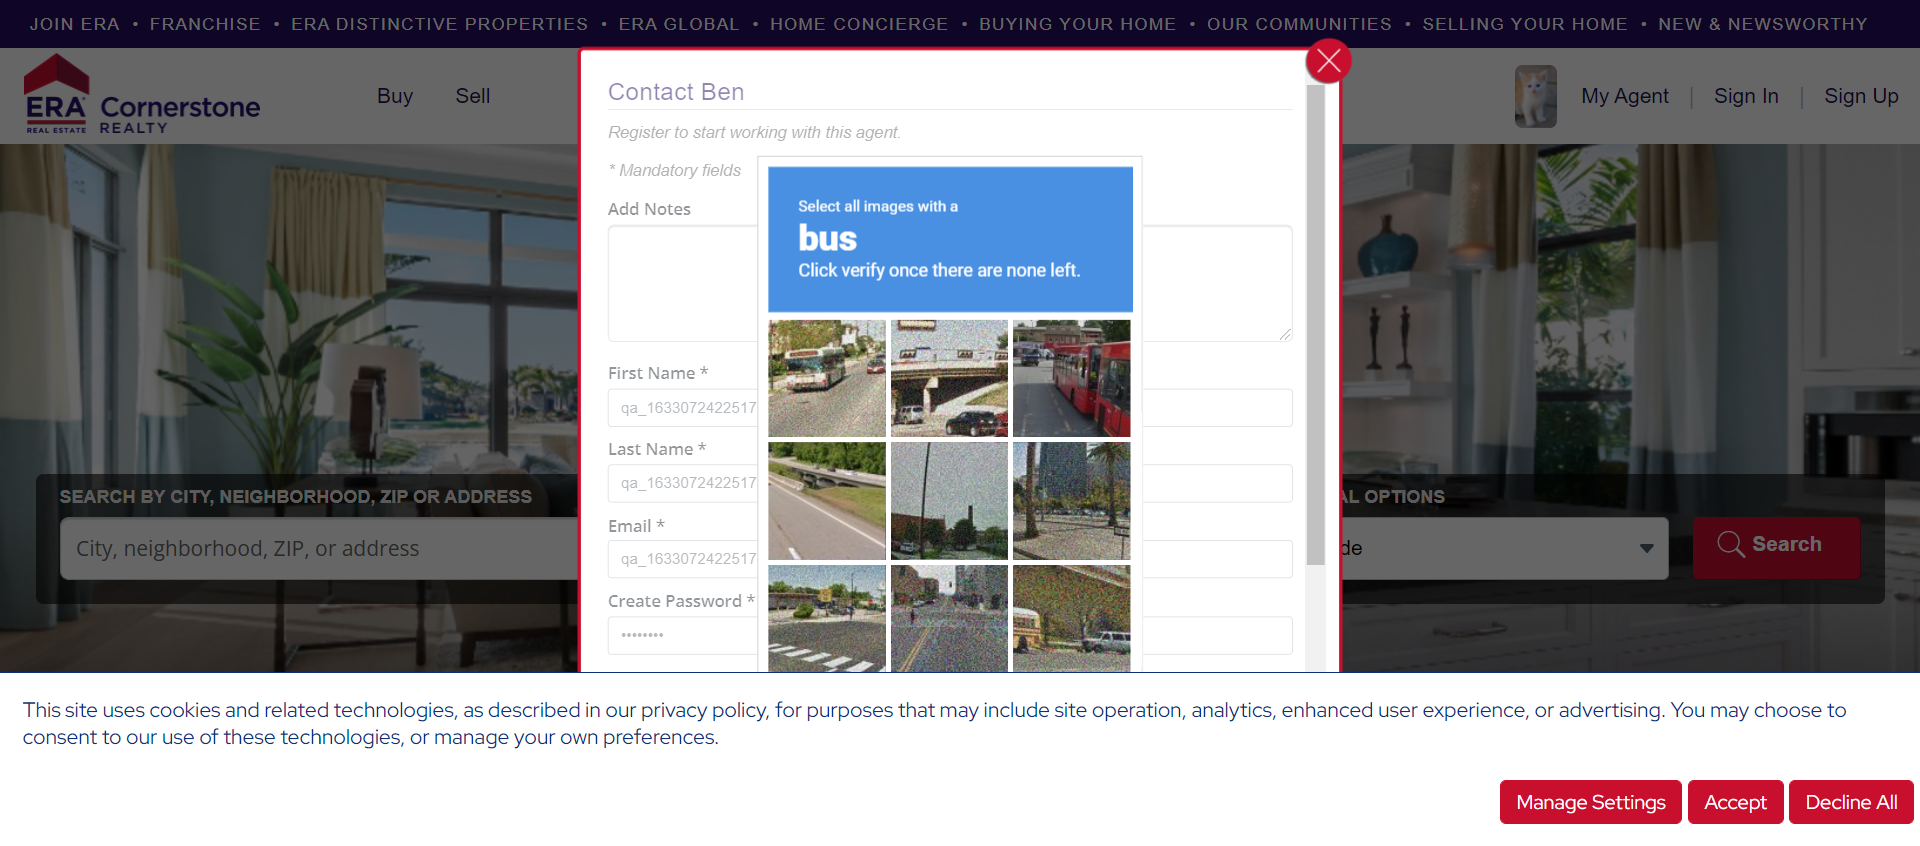 JOIN ERA • FRANCHISE • ERA DISTINCTIVE PROPERTIES • ERA GLOBAL • HOME CONCIERGE • BUYING YOUR HOME • OUR COMMUNITIES • SELLING YOUR HOME • NEW & NEWSWORTHY
ERA
REAL ESTATE
Cornerstone
REALTY
Buy
Sell
My Agent | Sign In | Sign Up
Contact Ben
Register to start working with this agent.
* Mandatory fields
Add Notes
Select all images with a
bus
Click verify once there are none left.
First Name *
qa_1633072422517
Last Name *
qa_1633072422517
Email *
qa_1633072422517
Create Password *
••••••••
SEARCH BY CITY, NEIGHBORHOOD, ZIP OR ADDRESS
City, neighborhood, ZIP, or address
AL OPTIONS
de
Search
This site uses cookies and related technologies, as described in our privacy policy, for purposes that may include site operation, analytics, enhanced user experience, or advertising. You may choose to
consent to our use of these technologies, or manage your own preferences.
Manage Settings
Accept
Decline All